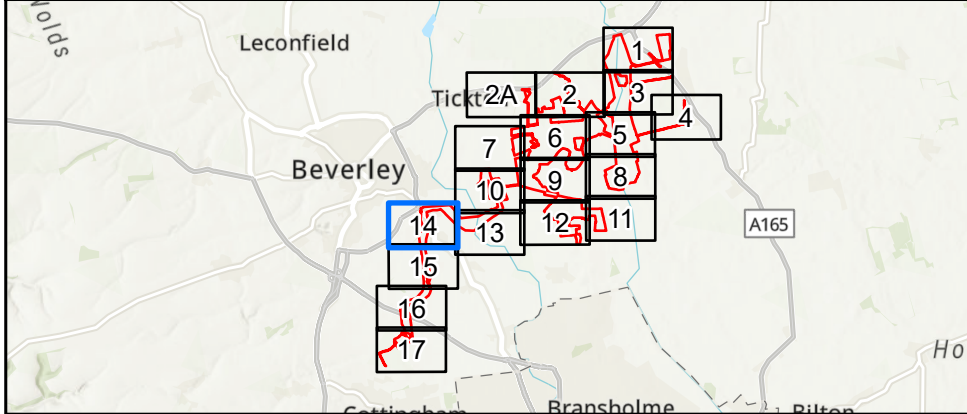 Wolds
Leconfield
1
Tickt
2A
2
3
4
5
6
7
Beverley
8
9
10
11
12
13
14
A165
15
16
17
Ho
Cottingham
Bransholme
Bilton